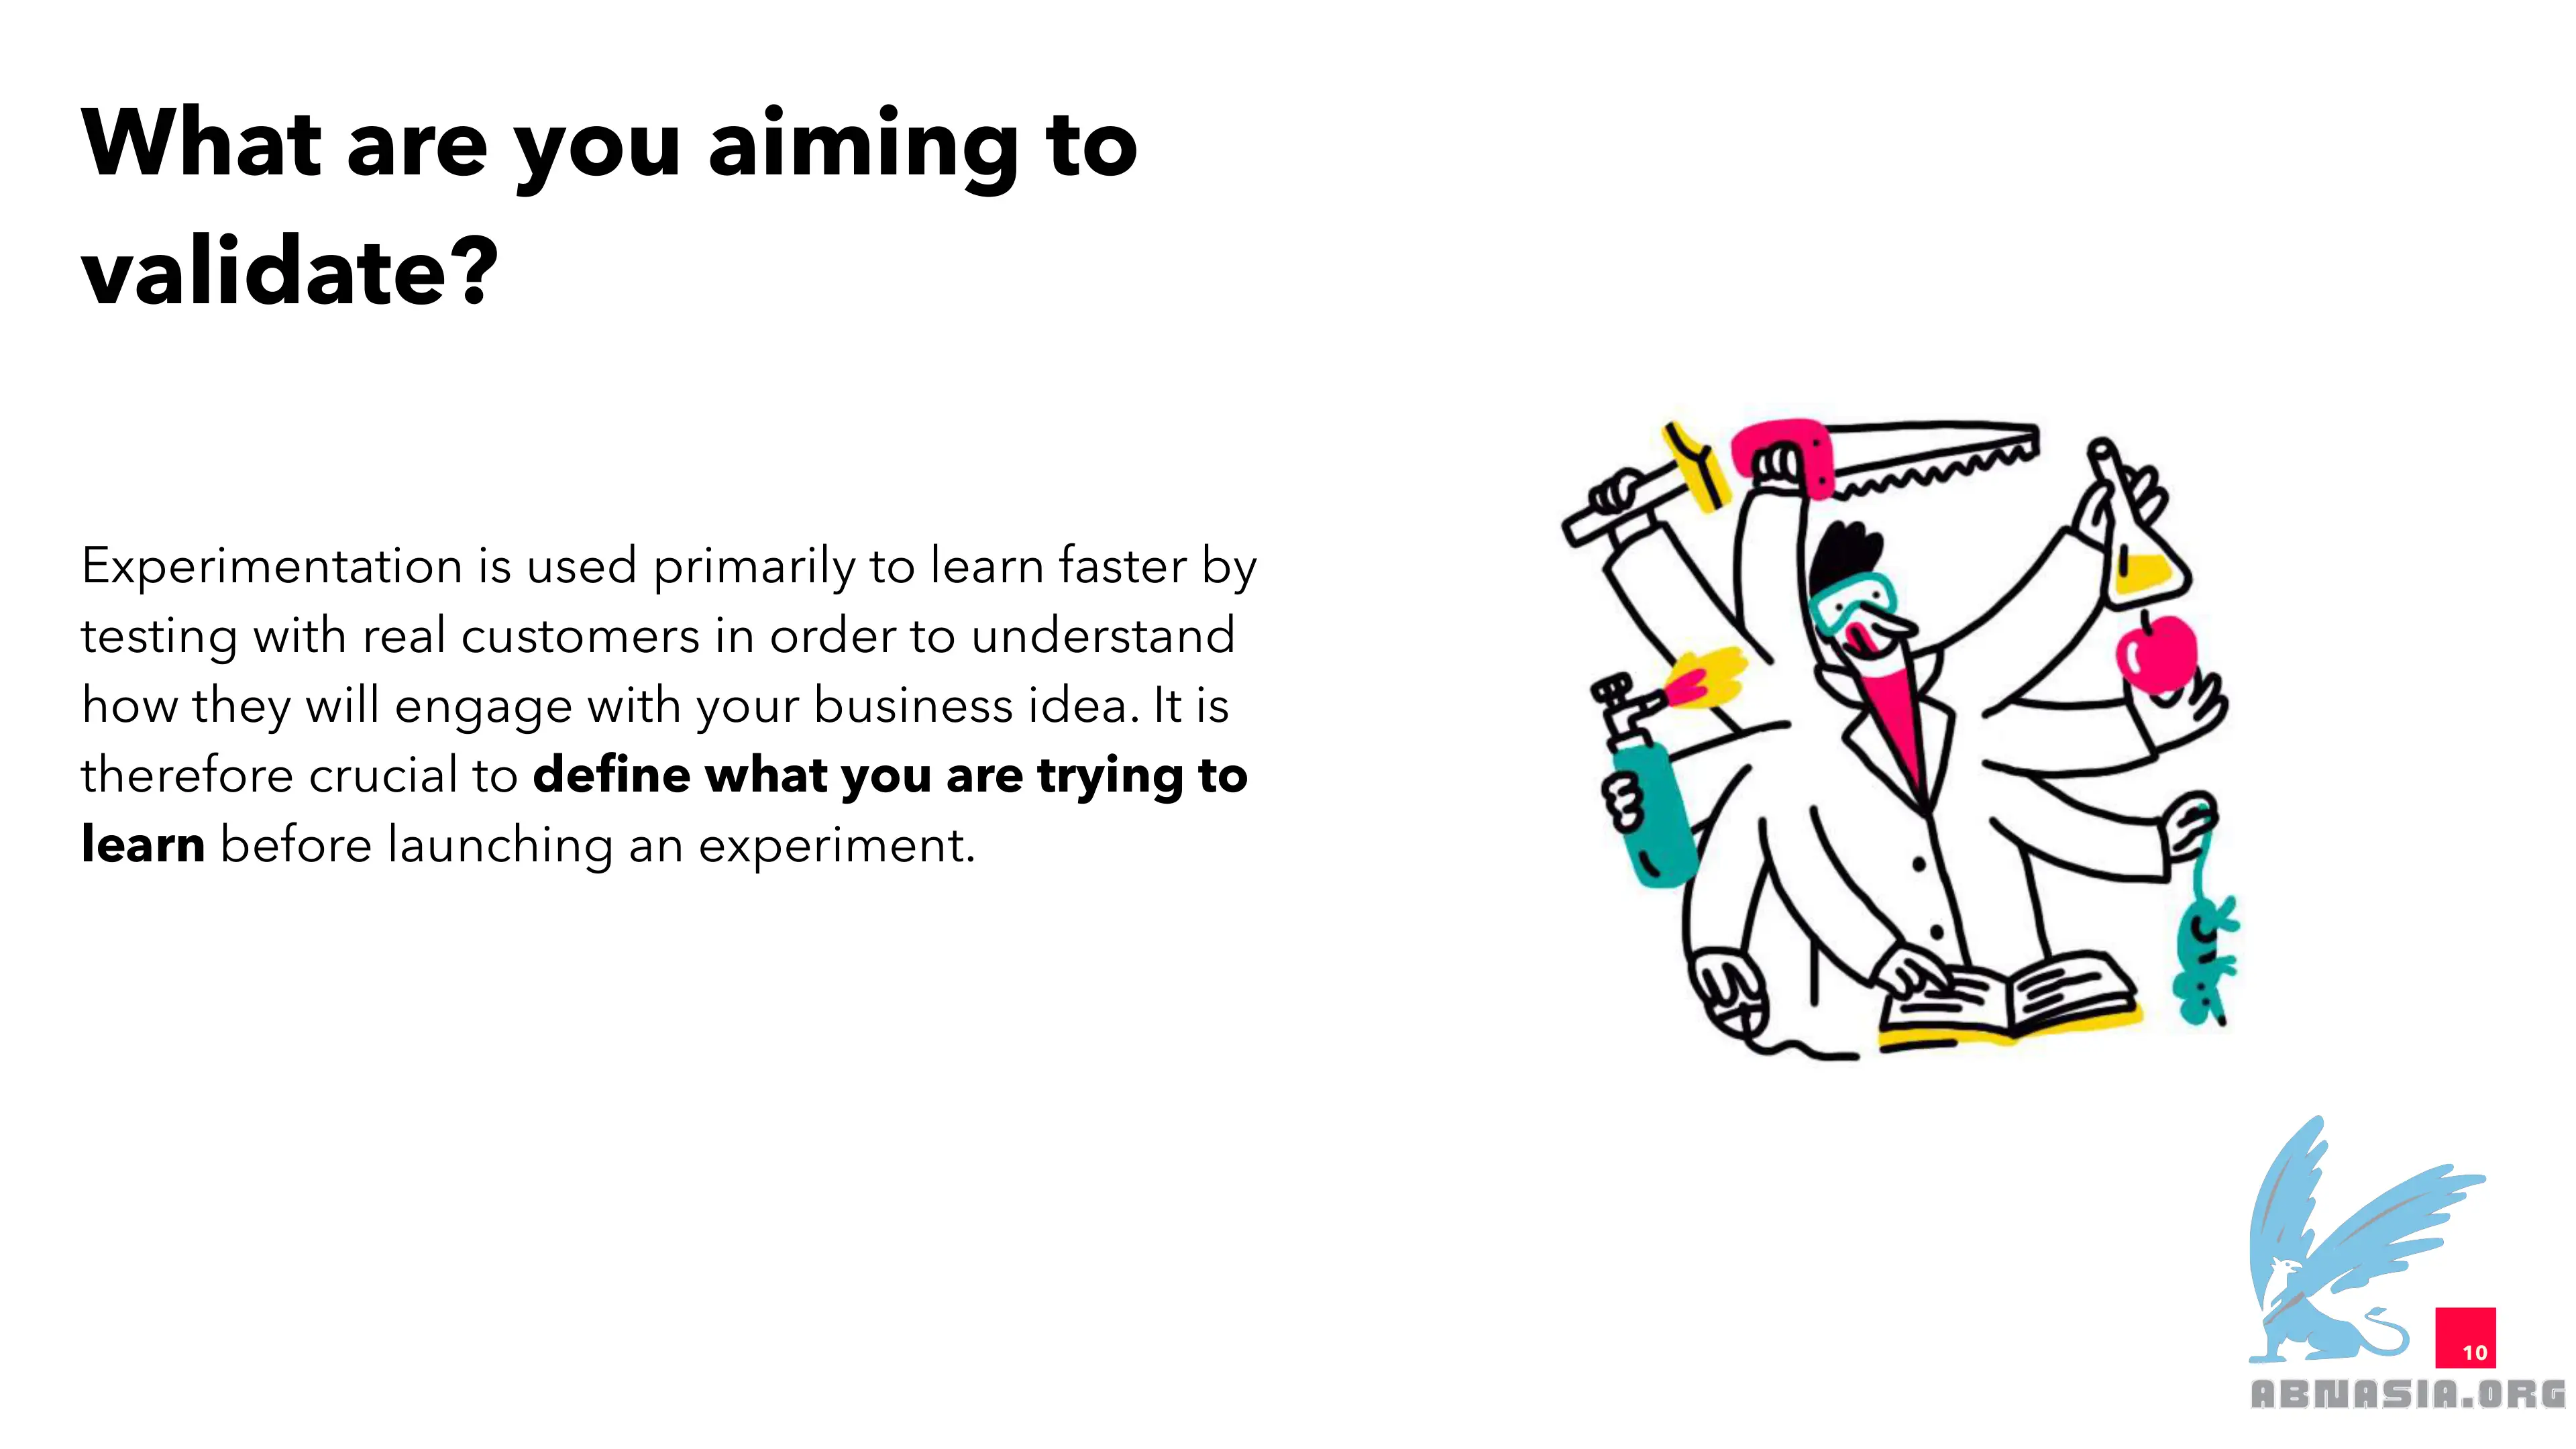 What are you aiming to
validate?
Experimentation is used primarily to learn faster by
testing with real customers in order to understand
how they will engage with your business idea. It is
therefore crucial to define what you are trying to
learn before launching an experiment.
10
ABNASIA.ORG